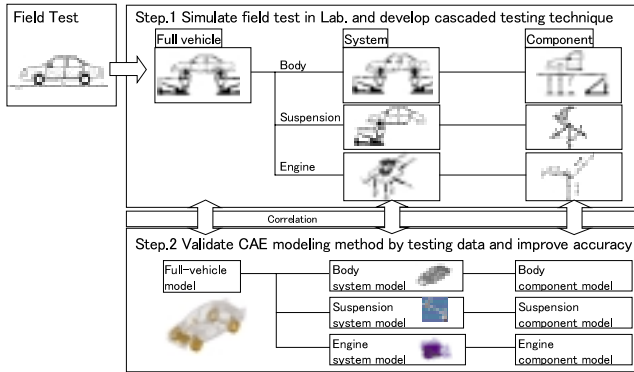 Field Test
Step.1 Simulate field test in Lab. and develop cascaded testing technique
Full vehicle
System
Component
Body
Suspension
Engine
Correlation
Step.2 Validate CAE modeling method by testing data and improve accuracy
Full-vehicle
model
Body
system model
Body
component model
Suspension
system model
Suspension
component model
Engine
system model
Engine
component model